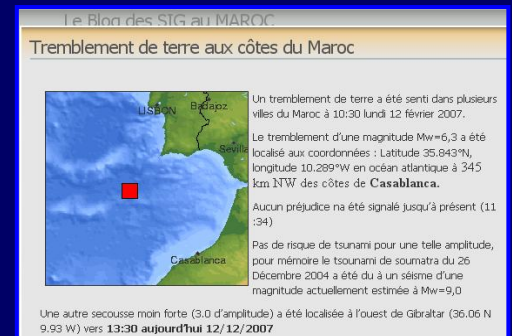 Le Blog des SIG au MAROC
Tremblement de terre aux côtes du Maroc
LISBON
Badajoz
Seville
Casablanca
Un tremblement de terre a été senti dans plusieurs
villes du Maroc à 10:30 lundi 12 février 2007.
Le tremblement d'une magnitude Mw=6,3 a été
localisé aux coordonnées : Latitude 35.843°N,
longitude 10.289°W en océan atlantique à 345
km NW des côtes de Casablanca.
Aucun préjudice na été signalé jusqu'à présent (11
:34)
Pas de risque de tsunami pour une telle amplitude,
pour mémoire le tsounami de soumatra du 26
Décembre 2004 a été du à un séisme d'une
magnitude actuellement estimée à Mw=9,0
Une autre secousse moin forte (3.0 d'amplitude) a été localisée à l'ouest de Gibraltar (36.06 N
9.93 W) vers 13:30 aujourd'hui 12/12/2007